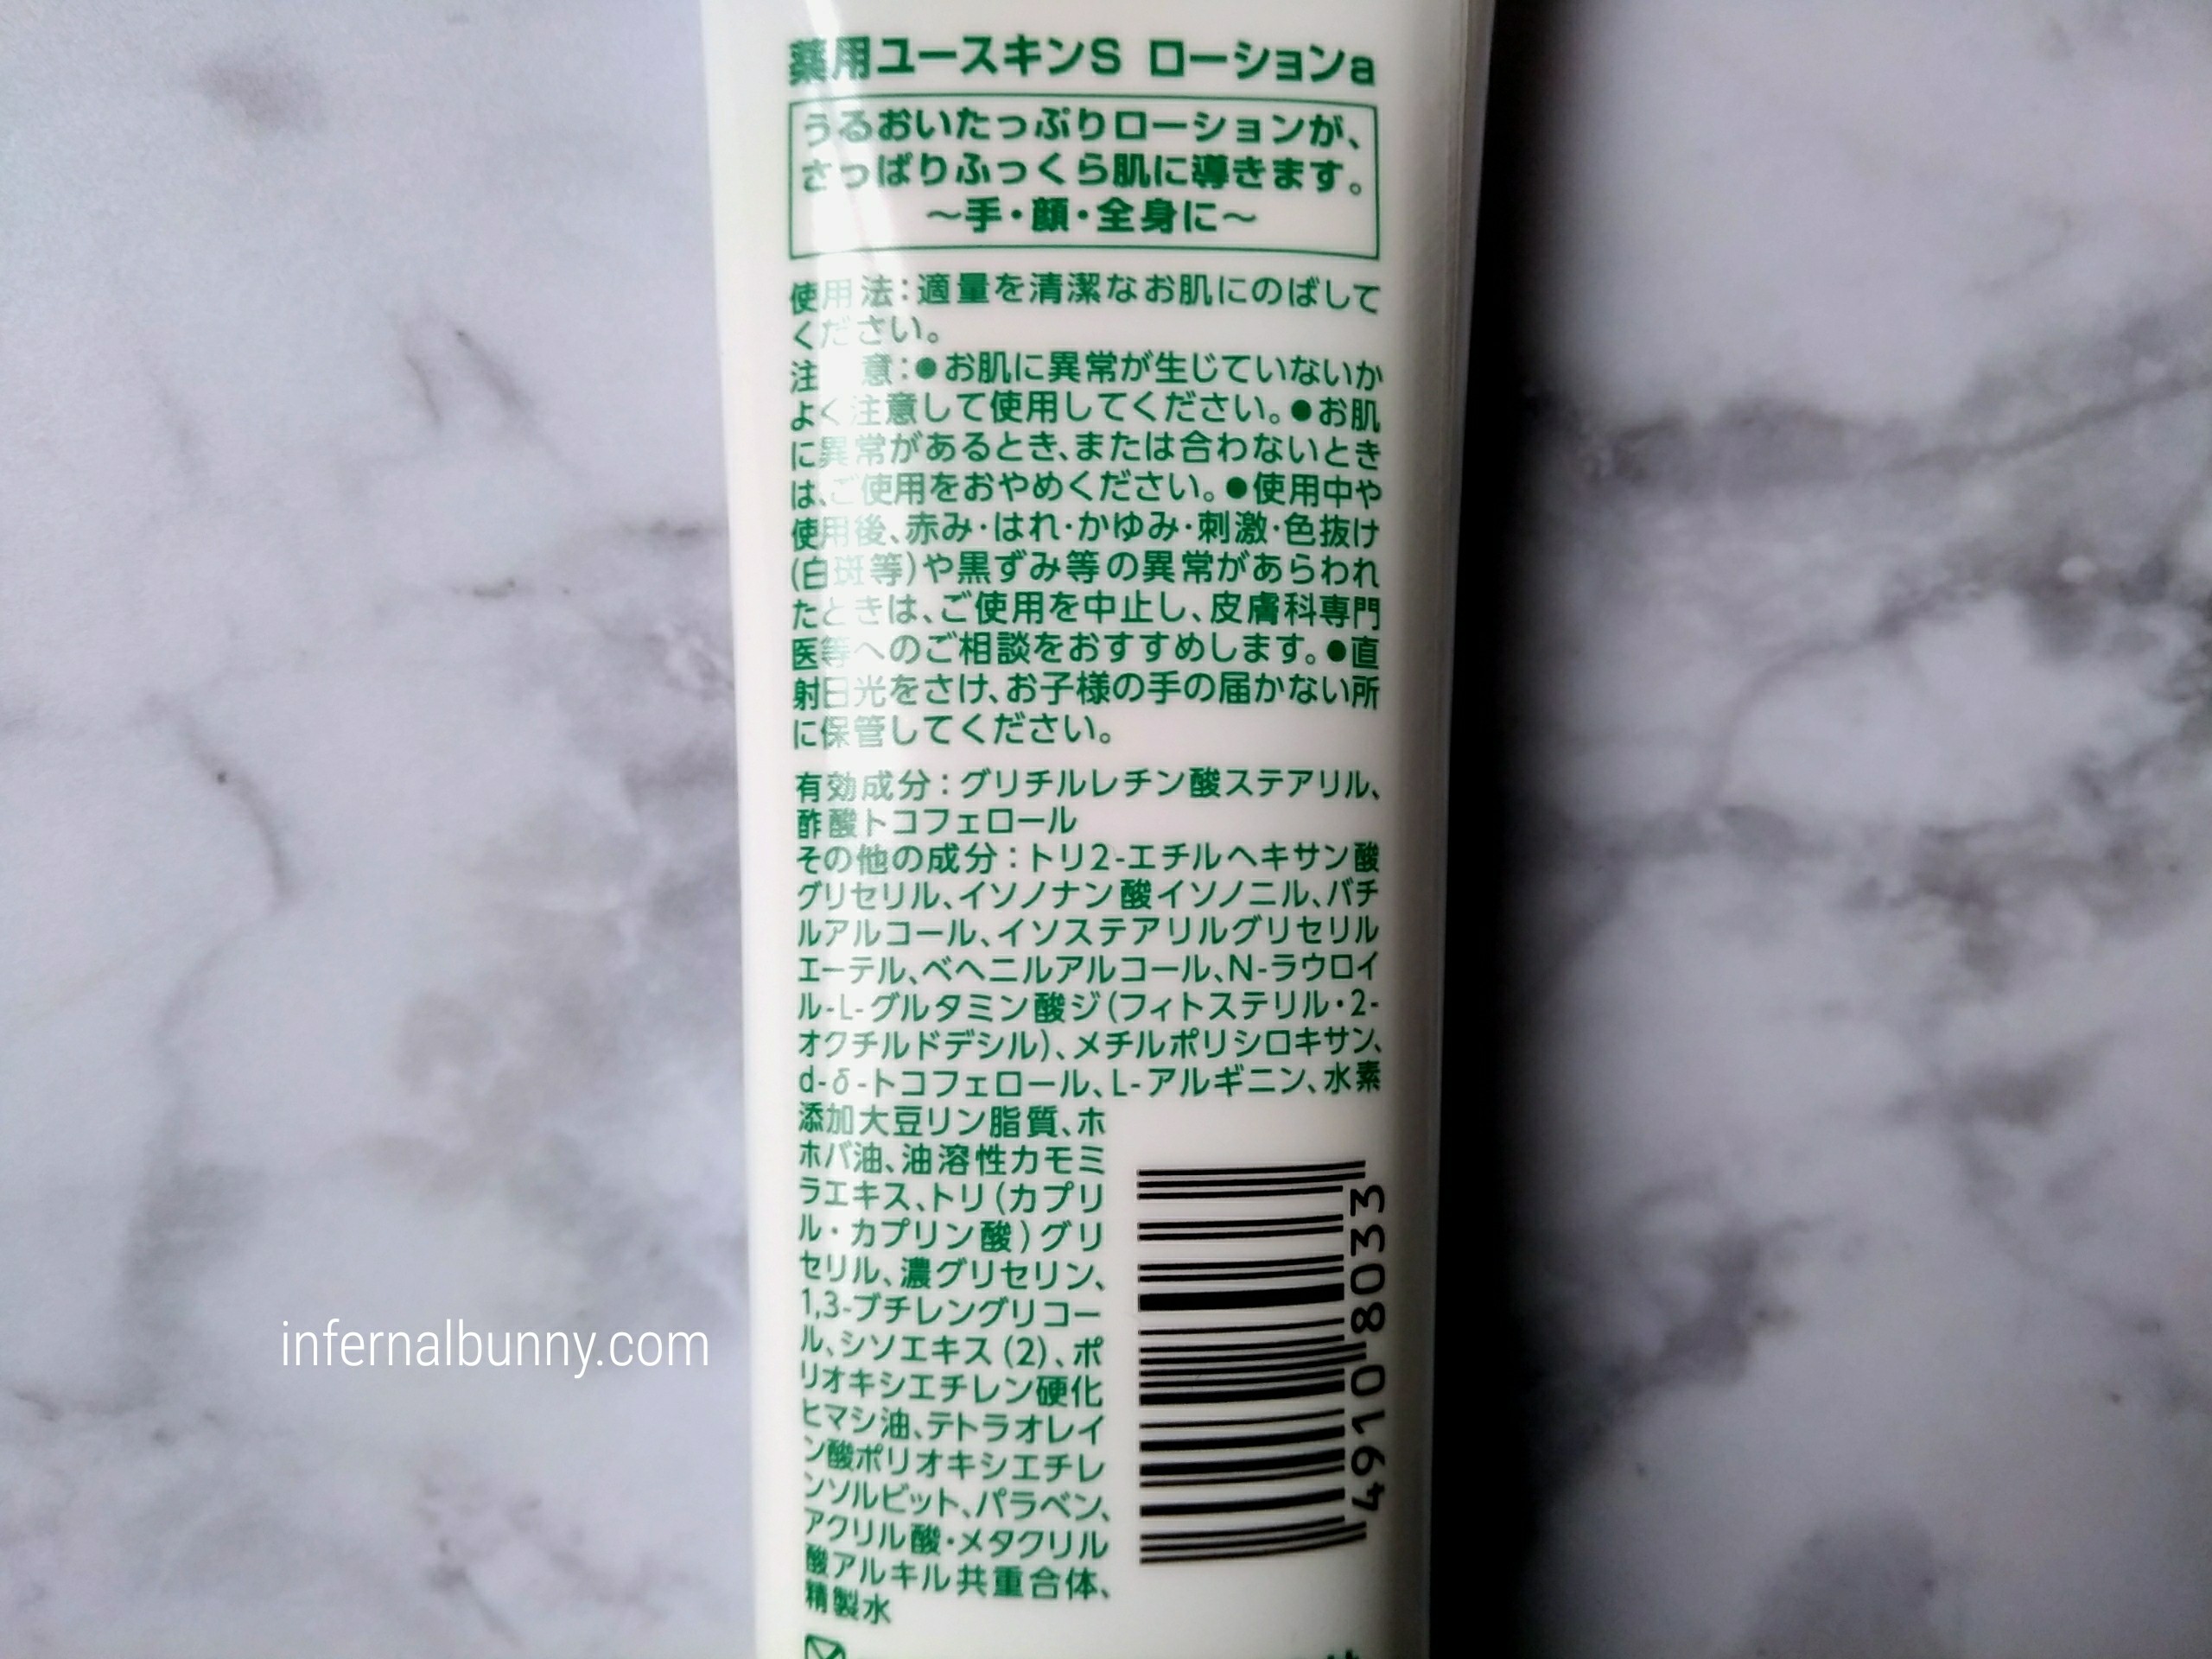 薬用ユースキンS ローションa
うるおいたっぷりローションが、
さっぱりふっくら肌に導きます。
～手・顔・全身に～
使用法：適量を清潔なお肌にのばして
ください。
注　意：●お肌に異常が生じていないか
よく注意して使用してください。●お肌
に異常があるとき、または合わないとき
は、ご使用をおやめください。●使用中や
使用後、赤み・はれ・かゆみ・刺激・色抜け
(白斑等)や黒ずみ等の異常があらわれ
たときは、ご使用を中止し、皮膚科専門
医等へのご相談をおすすめします。●直
射日光をさけ、お子様の手の届かない所
に保管してください。
有効成分：グリチルレチン酸ステアリル、
酢酸トコフェロール
その他の成分：トリ2-エチルヘキサン酸
グリセリル、イソノナン酸イソノニル、バチ
ルアルコール、イソステアリルグリセリル
エーテル、ベヘニルアルコール、N-ラウロイ
ル-L-グルタミン酸ジ(フィトステリル・2-
オクチルドデシル)、メチルポリシロキサン、
d-δ-トコフェロール、L-アルギニン、水素
添加大豆リン脂質、ホ
ホバ油、油溶性カモミ
ラエキス、トリ(カプリ
ル・カプリン酸)グリ
セリル、濃グリセリン、
1,3-ブチレングリコー
ル、シソエキス(2)、ポ
リオキシエチレン硬化
ヒマシ油、テトラオレイ
ン酸ポリオキシエチレ
ンソルビット、パラベン、
アクリル酸・メタクリル
酸アルキル共重合体、
精製水
4910 8033
infernalbunny.com